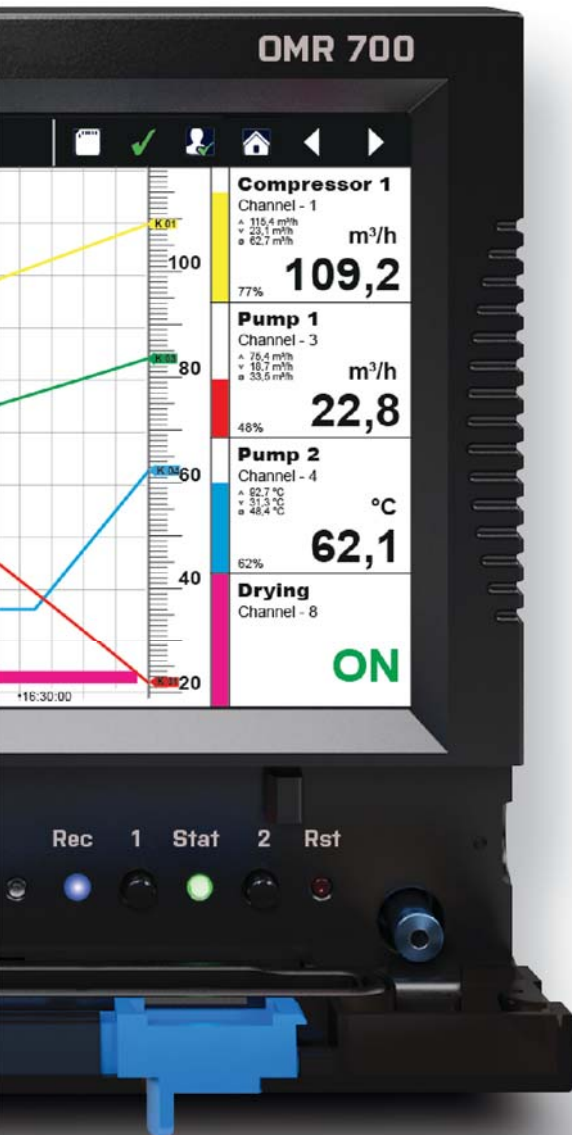 OMR 700
K 01
100
K 03
80
K 04
60
40
20
16:30:00
Compressor 1
Channel - 1
^ 115,4 m³/h
v 23,1 m³/h
ø 62,7 m³/h
m³/h
77%
109,2
Pump 1
Channel - 3
^ 75,4 m³/h
v 18,7 m³/h
ø 33,5 m³/h
m³/h
48%
22,8
Pump 2
Channel - 4
^ 92,7 °C
v 31,3 °C
ø 48,4 °C
°C
62%
62,1
Drying
Channel - 8
ON
Rec 1 Stat 2 Rst